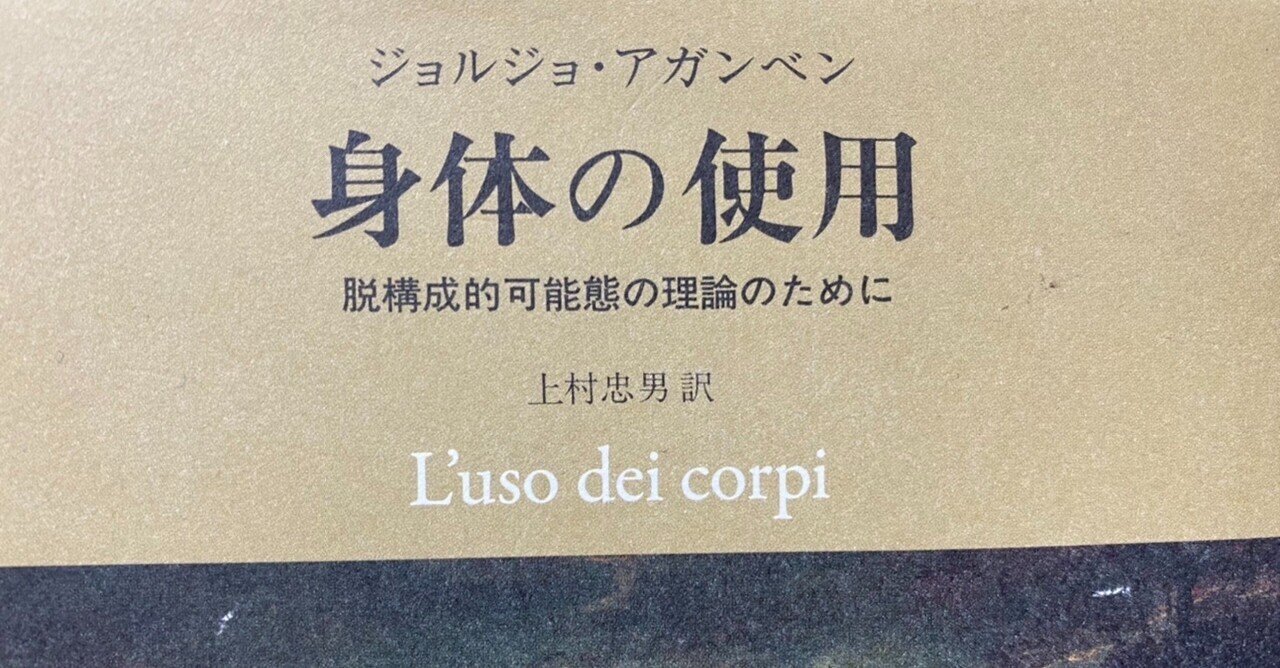 ジョルジョ・アガンベン
身体の使用
脱構成的可能態の理論のために
上村忠男 訳
L'uso dei corpi